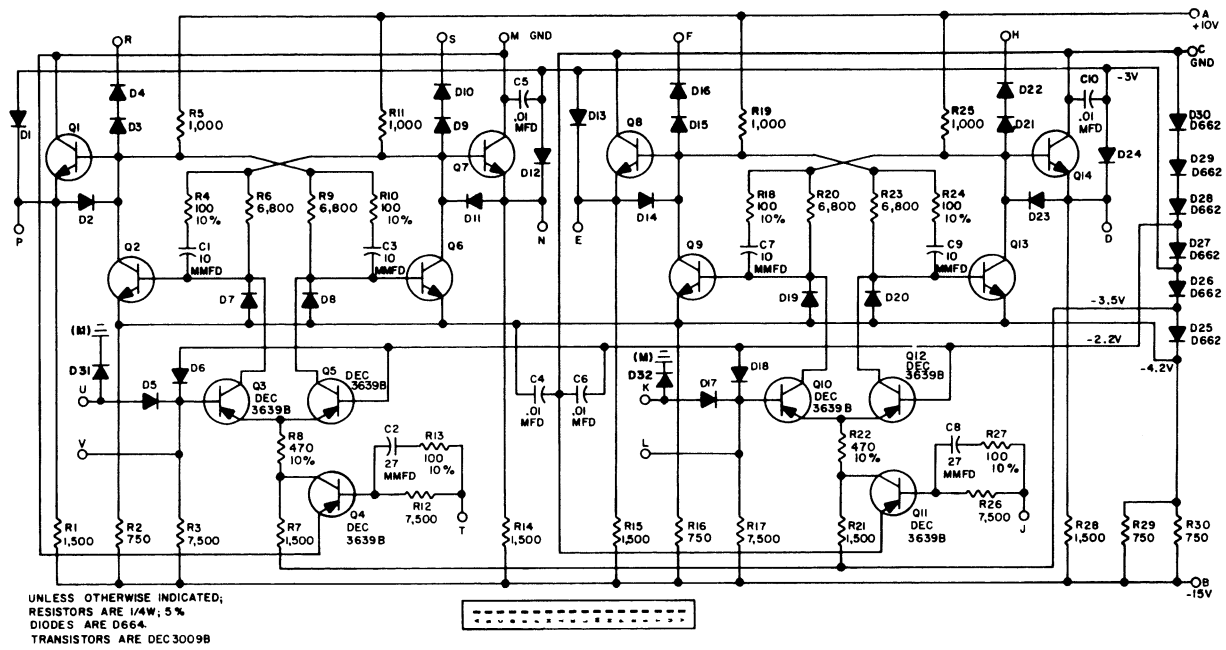 A
+10V
R
S
M GND
F
H
C
GND
D4
D10
C5
D16
D22
C10
-3V
D1
Q1
D3
R5
1,000
R11
1,000
D9
.01
MFD
D13
Q8
D15
R19
1,000
R25
1,000
D21
.01
MFD
D30
D662
Q7
D12
Q14
D24
D29
D662
D2
R4
100
10%
R6
6,800
R9
6,800
R10
100
10%
D11
D14
R18
100
10%
R20
6,800
R23
6,800
R24
100
10%
D23
D28
D662
P
N
E
D
Q2
C1
10
MMFD
C3
10
MMFD
Q6
Q9
C7
10
MMFD
C9
10
MMFD
Q13
D27
D662
D7
D8
D19
D20
D26
D662
-3.5V
(M)
D31
D6
(M)
D32
D18
-2.2V
D25
D662
-4.2V
U
D5
Q3
DEC
3639B
Q5
DEC
3639B
C4
.01
MFD
C6
.01
MFD
K
D17
Q10
DEC
3639B
Q12
DEC
3639B
V
R8
470
10%
C2
27
MMFD
R13
100
10%
L
R22
470
10%
C8
27
MMFD
R27
100
10%
R12
7,500
T
R26
7,500
J
R1
1,500
R2
750
R3
7,500
R7
1,500
Q4
DEC
3639B
R14
1,500
R15
1,500
R16
750
R17
7,500
R21
1,500
Q11
DEC
3639B
R28
1,500
R29
750
R30
750
B
-15V
UNLESS OTHERWISE INDICATED;
RESISTORS ARE 1/4W; 5%
DIODES ARE D664.
TRANSISTORS ARE DEC3009B